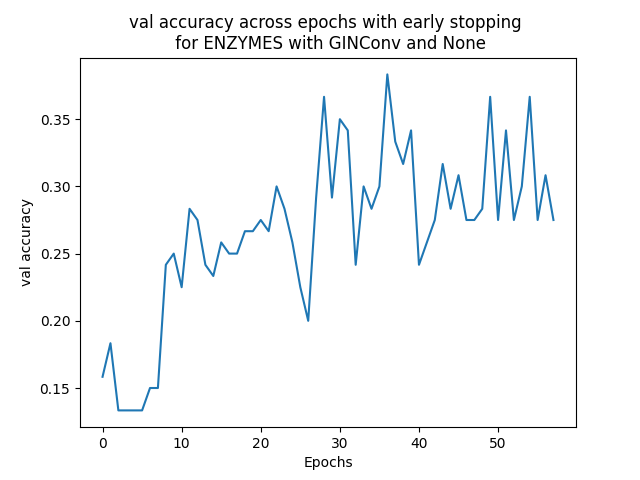 val accuracy across epochs with early stopping
for ENZYMES with GINConv and None
val accuracy
0.35
0.30
0.25
0.20
0.15
0 10 20 30 40 50
Epochs